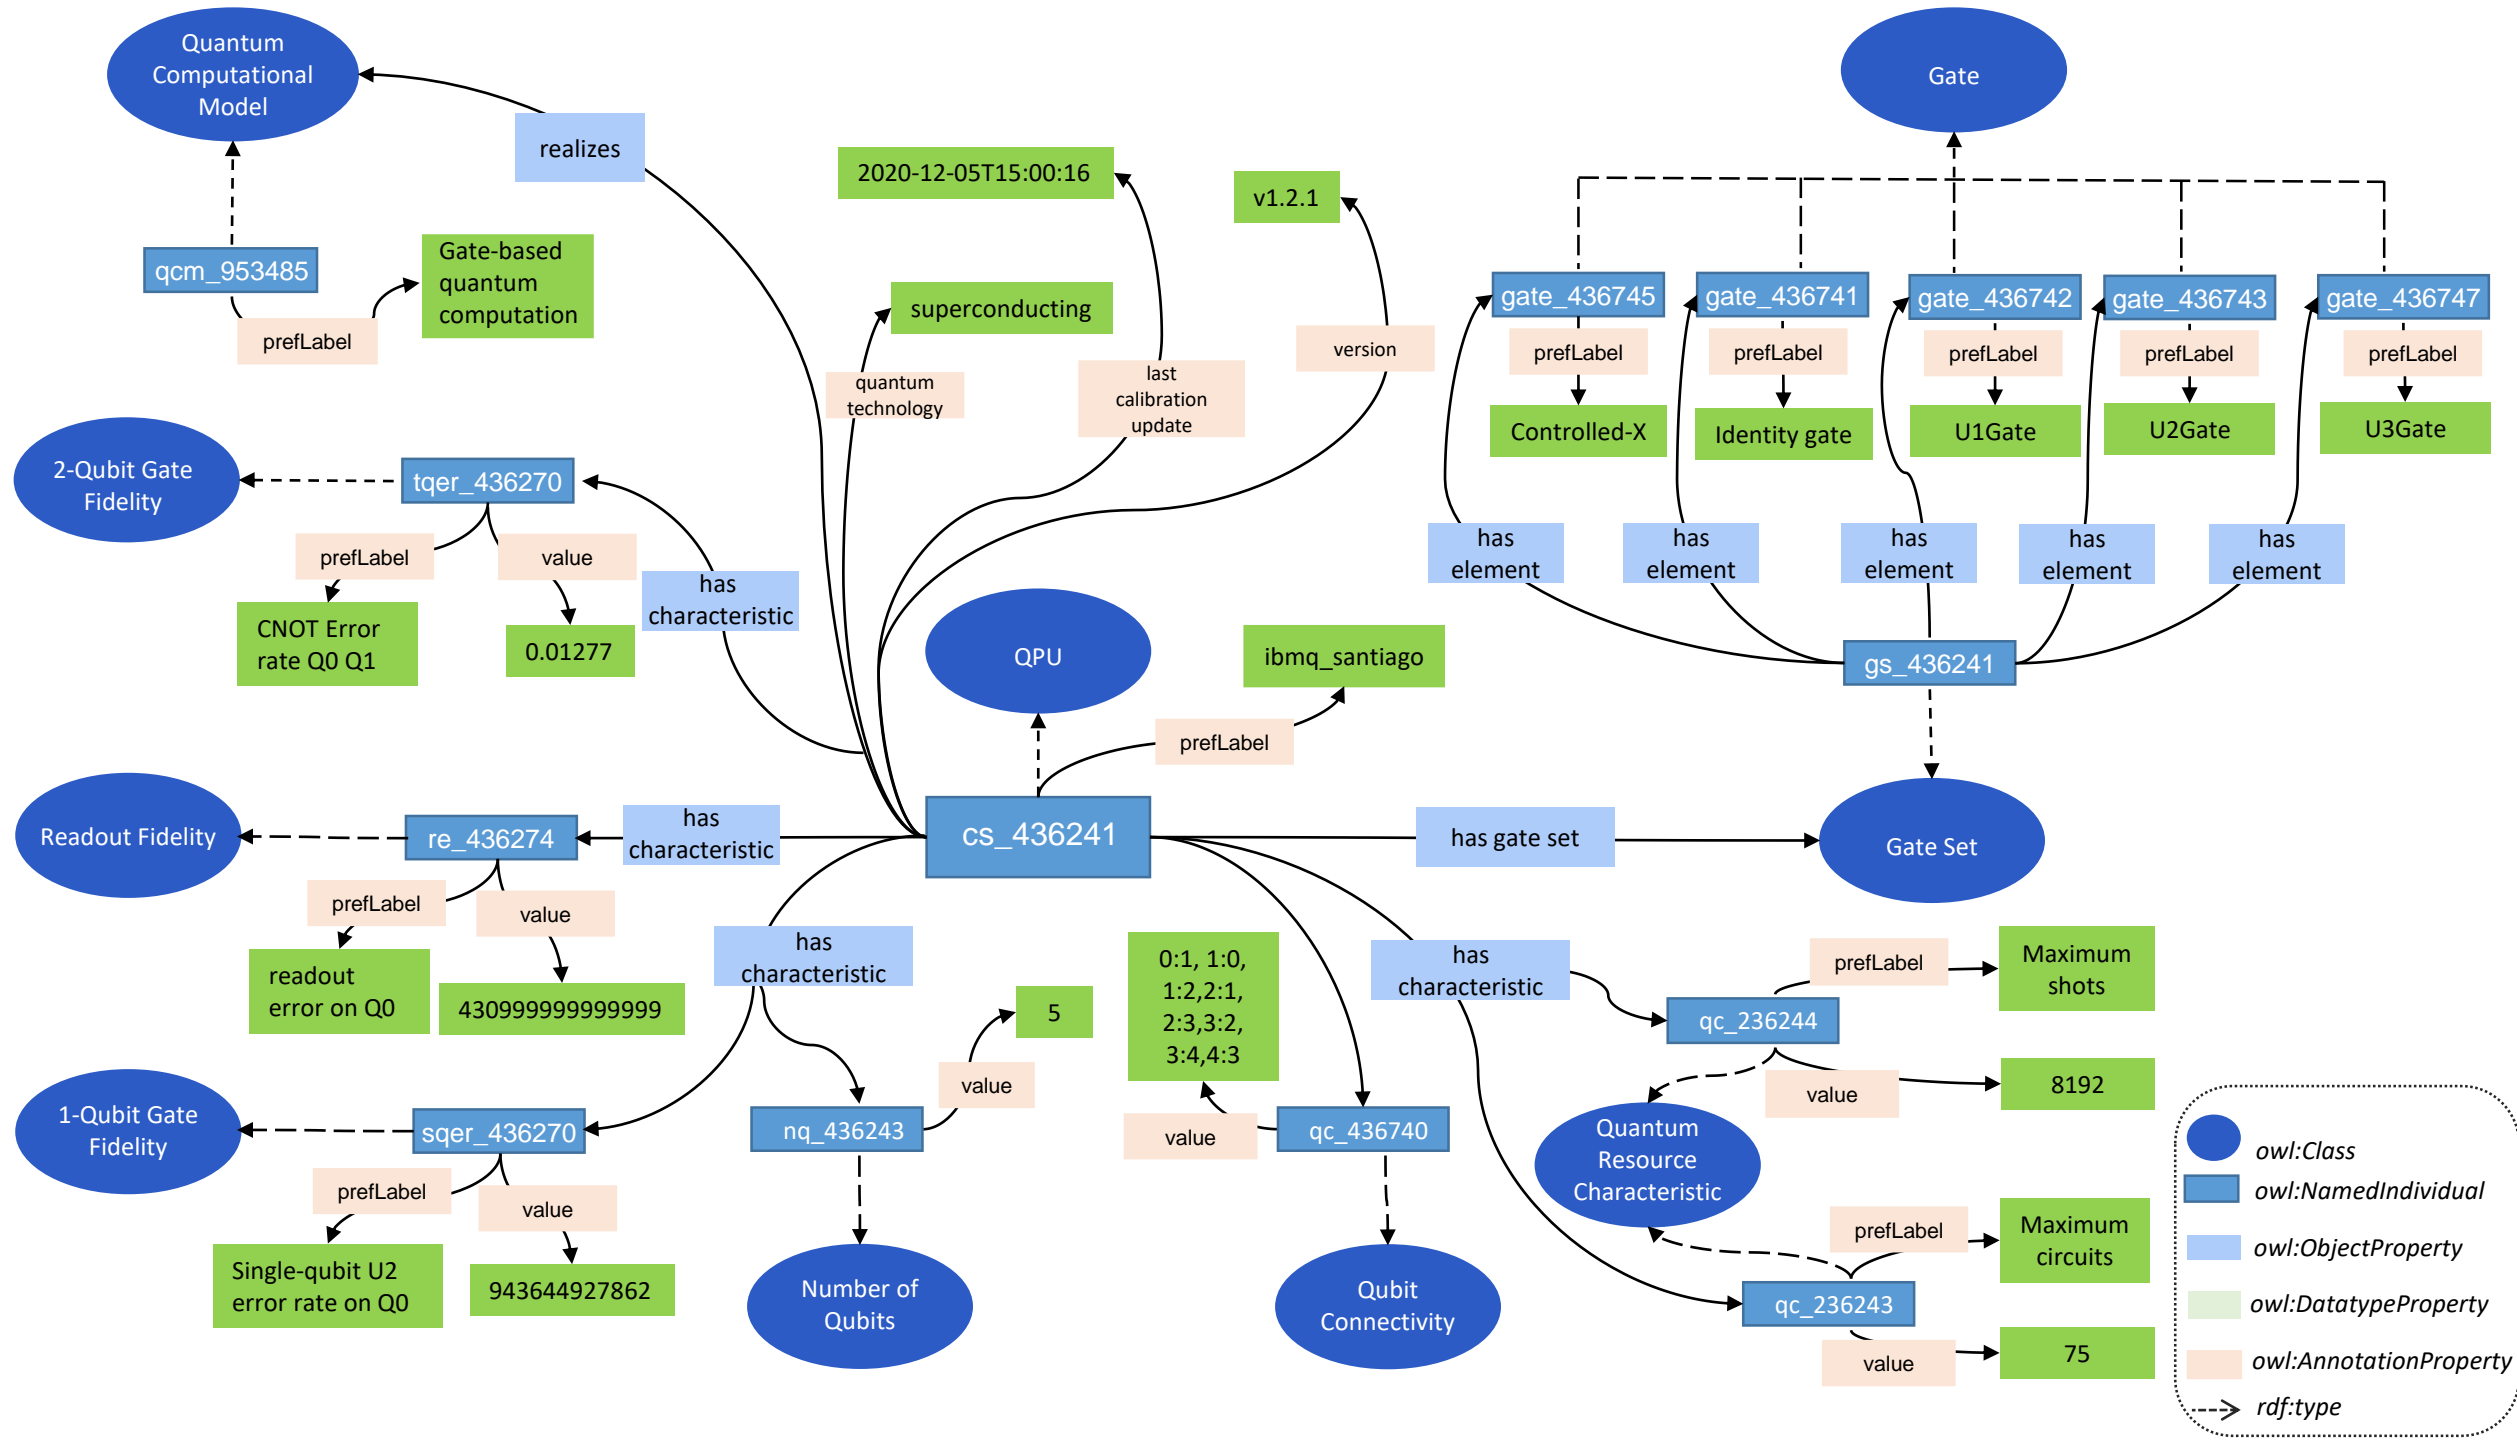 Quantum
Computational
Model
realizes
qcm_953485
prefLabel
Gate-based
quantum
computation
2020-12-05T15:00:16
v1.2.1
superconducting
quantum
technology
last
calibration
update
version
Gate
gate_436745
gate_436741
gate_436742
gate_436743
gate_436747
prefLabel
prefLabel
prefLabel
prefLabel
prefLabel
Controlled-X
Identity gate
U1Gate
U2Gate
U3Gate
has
element
has
element
has
element
has
element
has
element
gs_436241
2-Qubit Gate
Fidelity
tqer_436270
prefLabel
value
CNOT Error
rate Q0 Q1
0.01277
has
characteristic
QPU
ibmq_santiago
prefLabel
cs_436241
has gate set
Gate Set
Readout Fidelity
re_436274
has
characteristic
prefLabel
value
readout
error on Q0
430999999999999
has
characteristic
1-Qubit Gate
Fidelity
sqer_436270
prefLabel
value
Single-qubit U2
error rate on Q0
943644927862
nq_436243
value
5
Number of
Qubits
0:1, 1:0,
1:2,2:1,
2:3,3:2,
3:4,4:3
value
qc_436740
Qubit
Connectivity
has
characteristic
prefLabel
Maximum
shots
qc_236244
value
8192
Quantum
Resource
Characteristic
prefLabel
Maximum
circuits
qc_236243
value
75
owl:Class
owl:NamedIndividual
owl:ObjectProperty
owl:DatatypeProperty
owl:AnnotationProperty
rdf:type